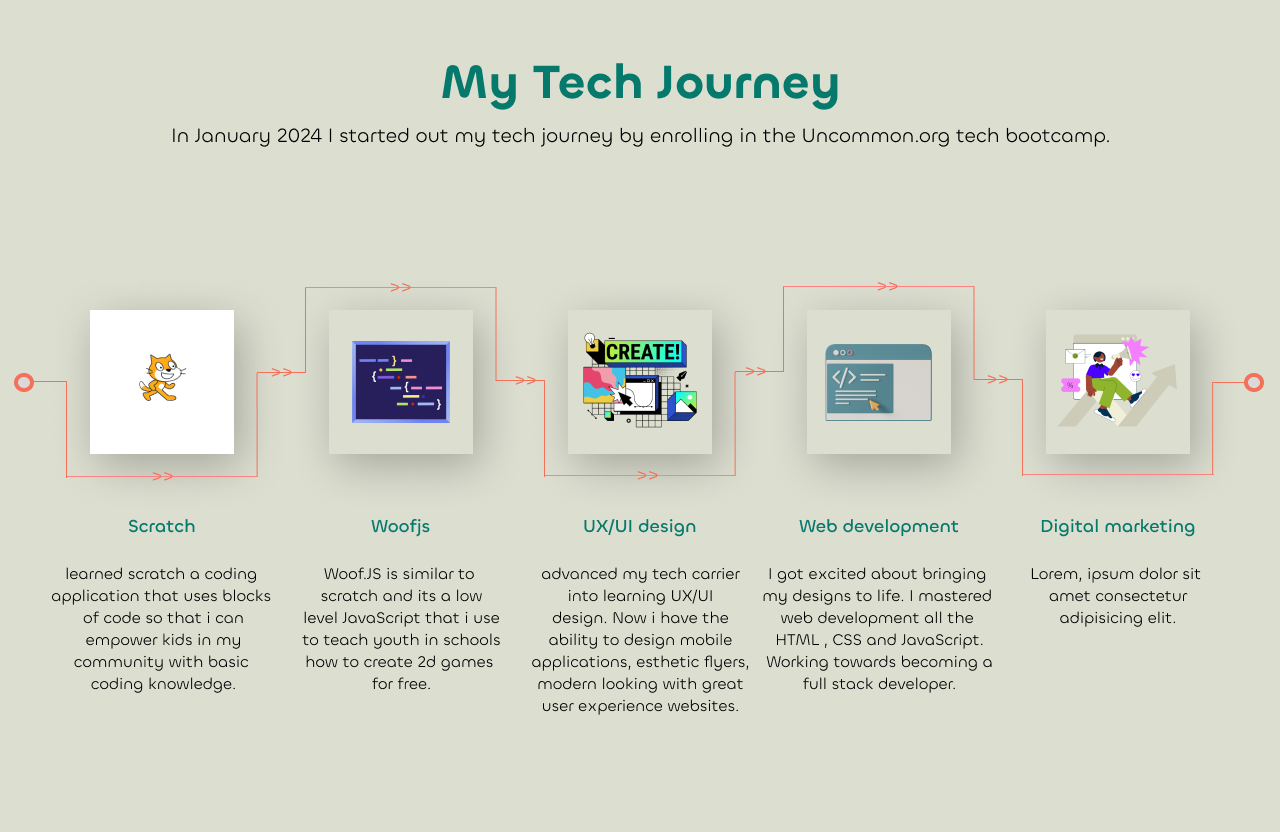 My Tech Journey
In January 2024 I started out my tech journey by enrolling in the Uncommon.org tech bootcamp.
>>
>>
>>
>>
>>
>>
>>
>>
CREATE!
%
Scratch
learned scratch a coding
application that uses blocks
of code so that i can
empower kids in my
community with basic
coding knowledge.
Woofjs
Woof.JS is similar to
scratch and its a low
level JavaScript that i use
to teach youth in schools
how to create 2d games
for free.
UX/UI design
advanced my tech carrier
into learning UX/UI
design. Now i have the
ability to design mobile
applications, esthetic flyers,
modern looking with great
user experience websites.
Web development
I got excited about bringing
my designs to life. I mastered
web development all the
HTML , CSS and JavaScript.
Working towards becoming a
full stack developer.
Digital marketing
Lorem, ipsum dolor sit
amet consectetur
adipisicing elit.